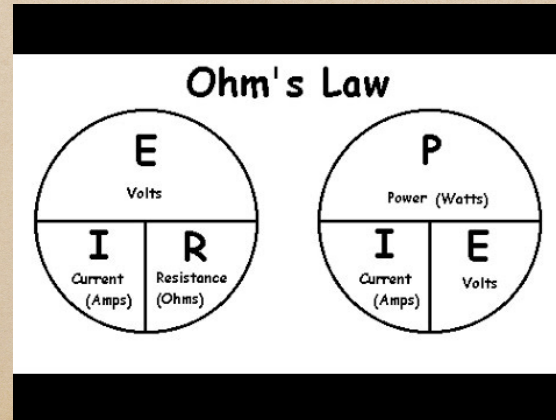 Ohm's Law
E
Volts
I
Current
(Amps)
R
Resistance
(Ohms)
P
Power (Watts)
I
Current
(Amps)
E
Volts